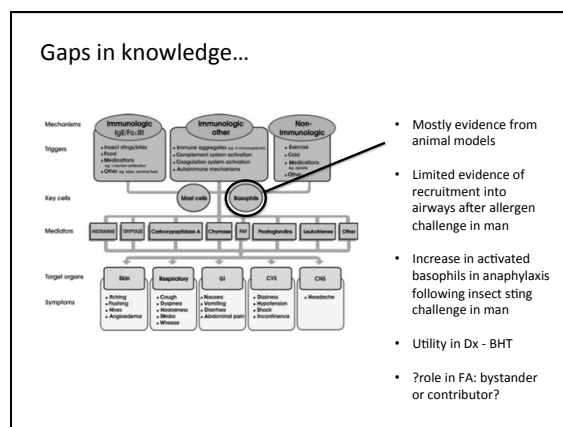 Gaps in knowledge…
Mechanisms
Immunologic
IgE/FcεRI
Immunologic
other
Non-
immunologic
Triggers
• Insect stings/bites
• Food
• Medications
• Other
• Immune aggregates
• Complement system activation
• Coagulation system activation
• Autoimmune mechanisms
• Exercise
• Cold
• Medications
• Other
Key cells
Mast cells
Basophils
Mediators
HISTAMINE
TRYPTASE
Carboxypeptidase A
Chymase
PAF
Prostaglandins
Leukotrienes
Other
Target organs
Skin
Respiratory
GI
CVS
CNS
Symptoms
• Itching
• Flushing
• Hives
• Angioedema
• Cough
• Dyspnea
• Hoarseness
• Stridor
• Wheeze
• Nausea
• Vomiting
• Diarrhea
• Abdominal pain
• Dizziness
• Hypotension
• Shock
• Incontinence
• Headache
• Mostly evidence from
animal models
• Limited evidence of
recruitment into
airways after allergen
challenge in man
• Increase in activated
basophils in anaphylaxis
following insect sting
challenge in man
• Utility in Dx - BHT
• ?role in FA: bystander
or contributor?